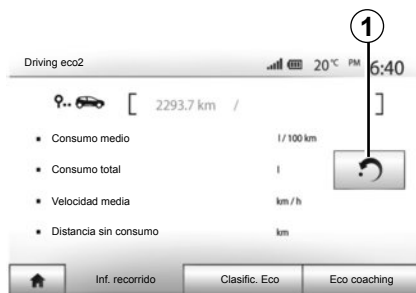 1
Driving eco2 20°C PM 6:40
[ 2293.7 km / ]
▪ Consumo medio l / 100 km
▪ Consumo total l
▪ Velocidad media km / h
▪ Distancia sin consumo km
Inf. recorrido Clasific. Eco Eco coaching